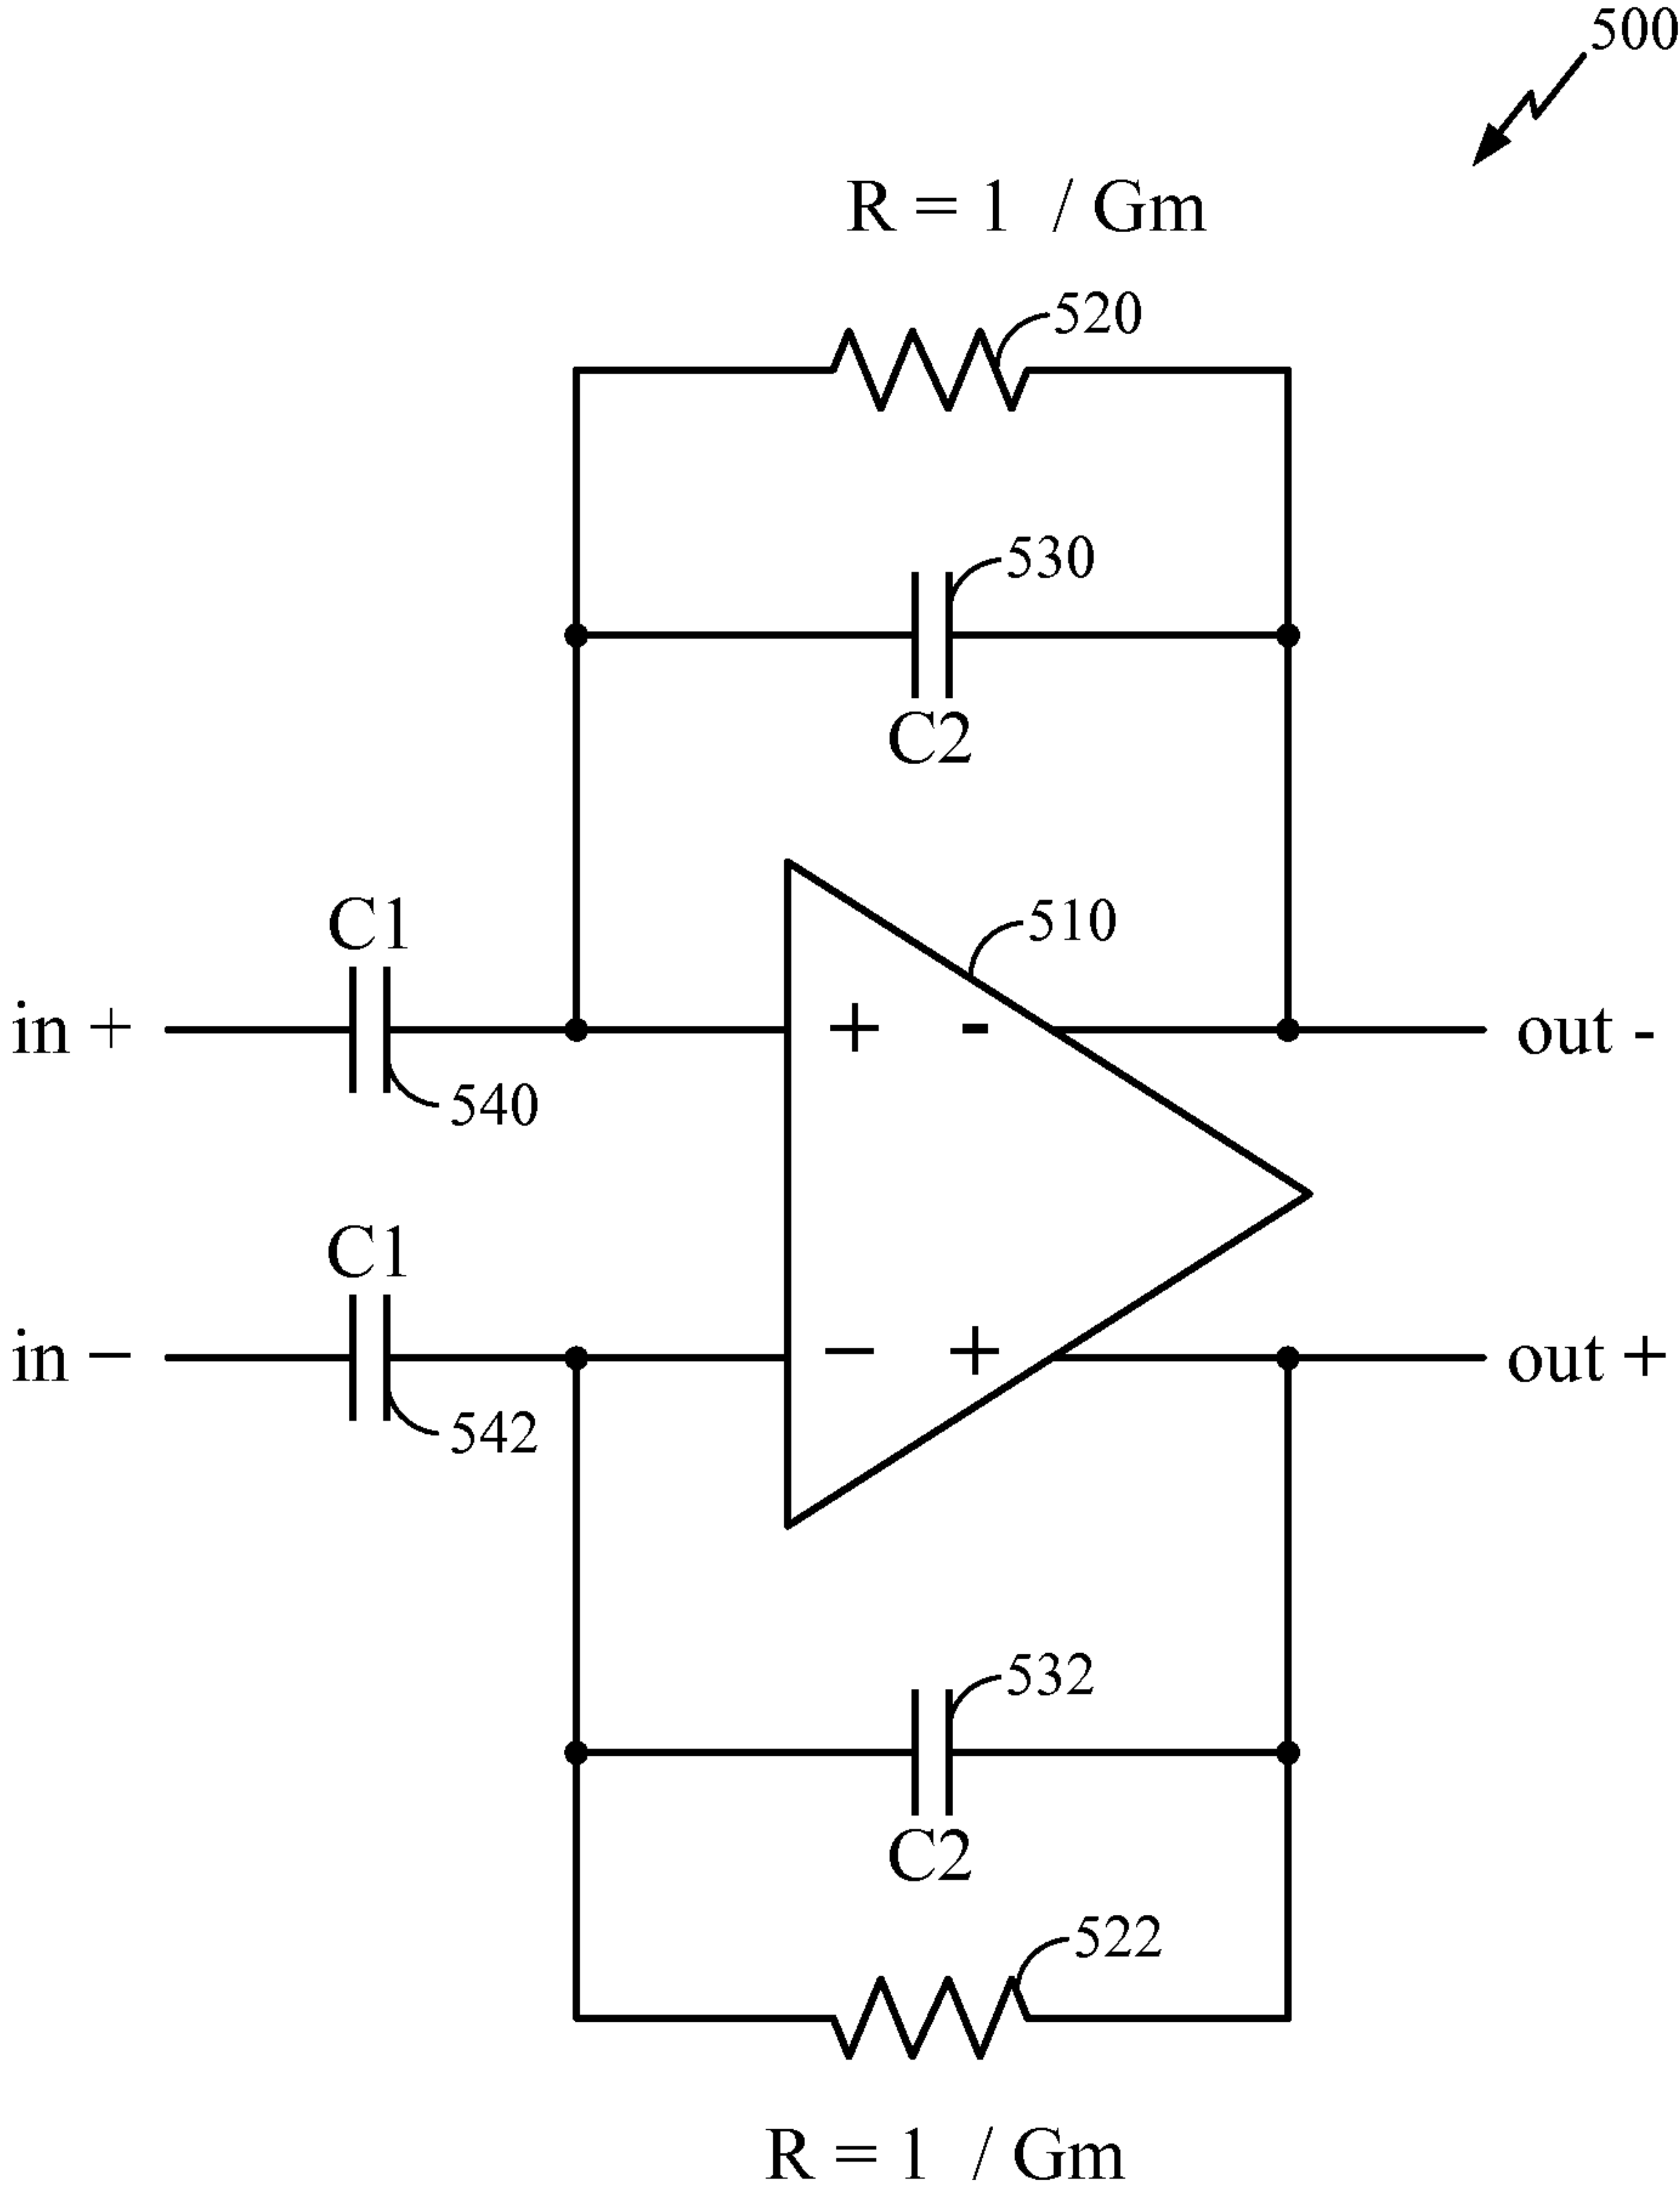 500
R = 1 / Gm
520
530
C2
510
C1
in +
+ -
out -
540
C1
in −
− +
out +
542
532
C2
522
R = 1 / Gm